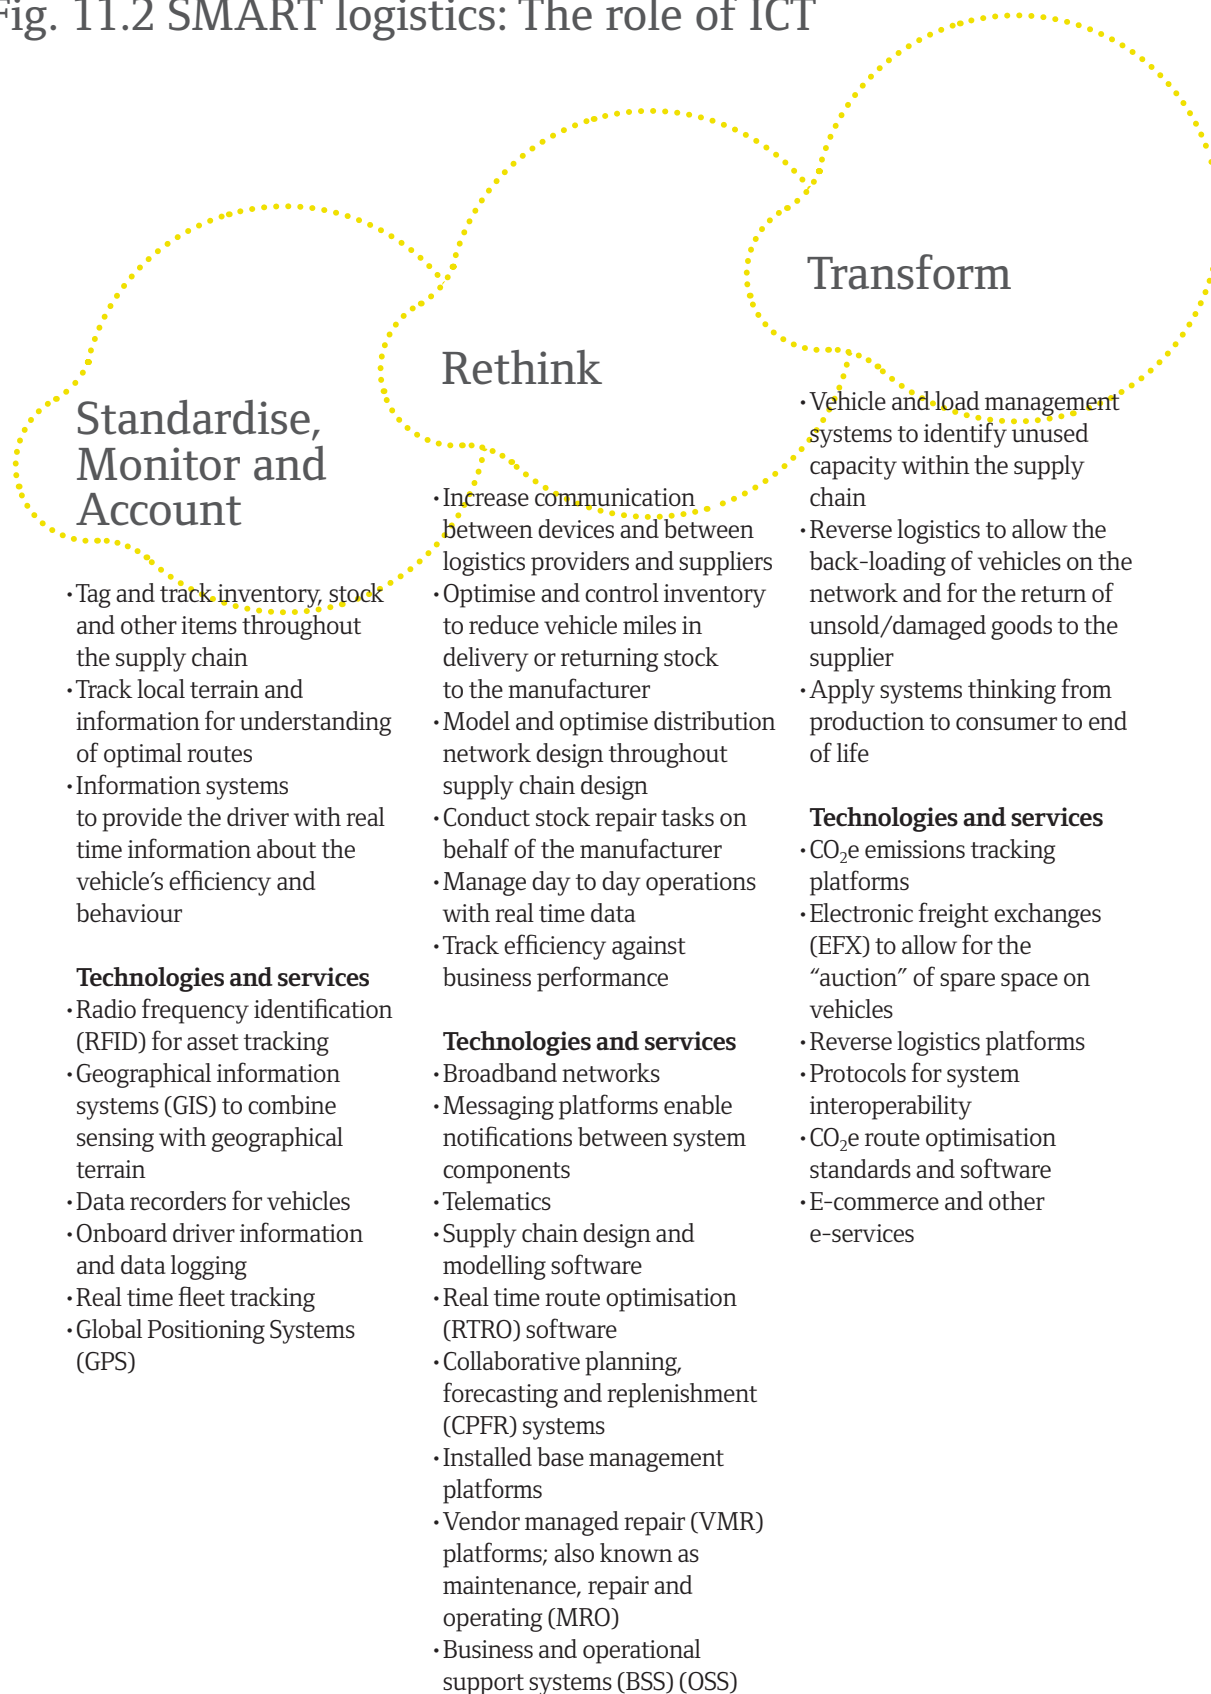 Fig. 11.2 SMART logistics: The role of ICT
Standardise,
Monitor and
Account
·Tag and track inventory, stock
and other items throughout
the supply chain
·Track local terrain and
information for understanding
of optimal routes
·Information systems
to provide the driver with real
time information about the
vehicle’s efficiency and
behaviour
Technologies and services
·Radio frequency identification
(RFID) for asset tracking
·Geographical information
systems (GIS) to combine
sensing with geographical
terrain
·Data recorders for vehicles
·Onboard driver information
and data logging
·Real time fleet tracking
·Global Positioning Systems
(GPS)
Rethink
·Increase communication
between devices and between
logistics providers and suppliers
·Optimise and control inventory
to reduce vehicle miles in
delivery or returning stock
to the manufacturer
·Model and optimise distribution
network design throughout
supply chain design
·Conduct stock repair tasks on
behalf of the manufacturer
·Manage day to day operations
with real time data
·Track efficiency against
business performance
Technologies and services
·Broadband networks
·Messaging platforms enable
notifications between system
components
·Telematics
·Supply chain design and
modelling software
·Real time route optimisation
(RTRO) software
·Collaborative planning,
forecasting and replenishment
(CPFR) systems
·Installed base management
platforms
·Vendor managed repair (VMR)
platforms; also known as
maintenance, repair and
operating (MRO)
·Business and operational
support systems (BSS) (OSS)
Transform
·Vehicle and load management
systems to identify unused
capacity within the supply
chain
·Reverse logistics to allow the
back-loading of vehicles on the
network and for the return of
unsold/damaged goods to the
supplier
·Apply systems thinking from
production to consumer to end
of life
Technologies and services
·CO₂e emissions tracking
platforms
·Electronic freight exchanges
(EFX) to allow for the
“auction” of spare space on
vehicles
·Reverse logistics platforms
·Protocols for system
interoperability
·CO₂e route optimisation
standards and software
·E-commerce and other
e-services